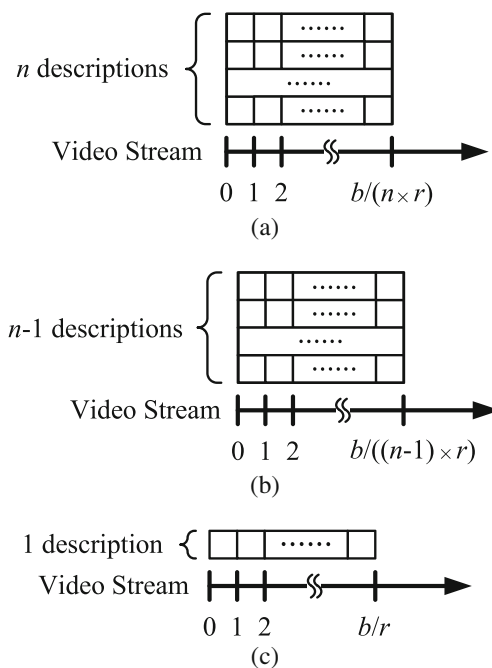 n descriptions
......
......
......
......
Video Stream
0 1 2 b/(n×r)
(a)
n-1 descriptions
......
......
......
......
Video Stream
0 1 2 b/((n-1)×r)
(b)
1 description
......
Video Stream
0 1 2 b/r
(c)